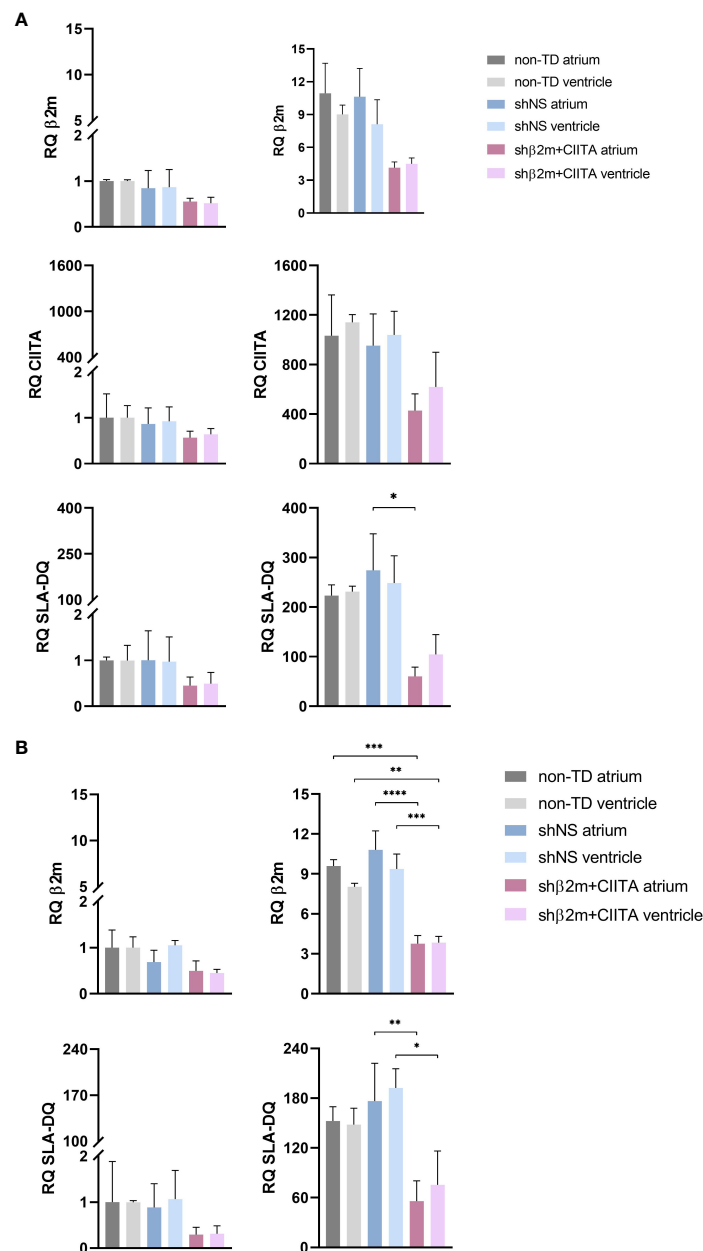 A
RQ β2m
15
10
5
2
1
0
RQ β2m
15
12
9
6
3
0
non-TD atrium
non-TD ventricle
shNS atrium
shNS ventricle
shβ2m+CIITA atrium
shβ2m+CIITA ventricle
RQ CIITA
1600
1000
400
2
1
0
RQ CIITA
1600
1200
800
400
0
RQ SLA-DQ
400
250
100
2
1
0
RQ SLA-DQ
400
300
200
100
0
*
B
RQ β2m
15
10
5
2
1
0
RQ β2m
15
12
9
6
3
0
***
**
****
***
non-TD atrium
non-TD ventricle
shNS atrium
shNS ventricle
shβ2m+CIITA atrium
shβ2m+CIITA ventricle
RQ SLA-DQ
240
170
100
2
1
0
RQ SLA-DQ
240
180
120
60
0
**
*